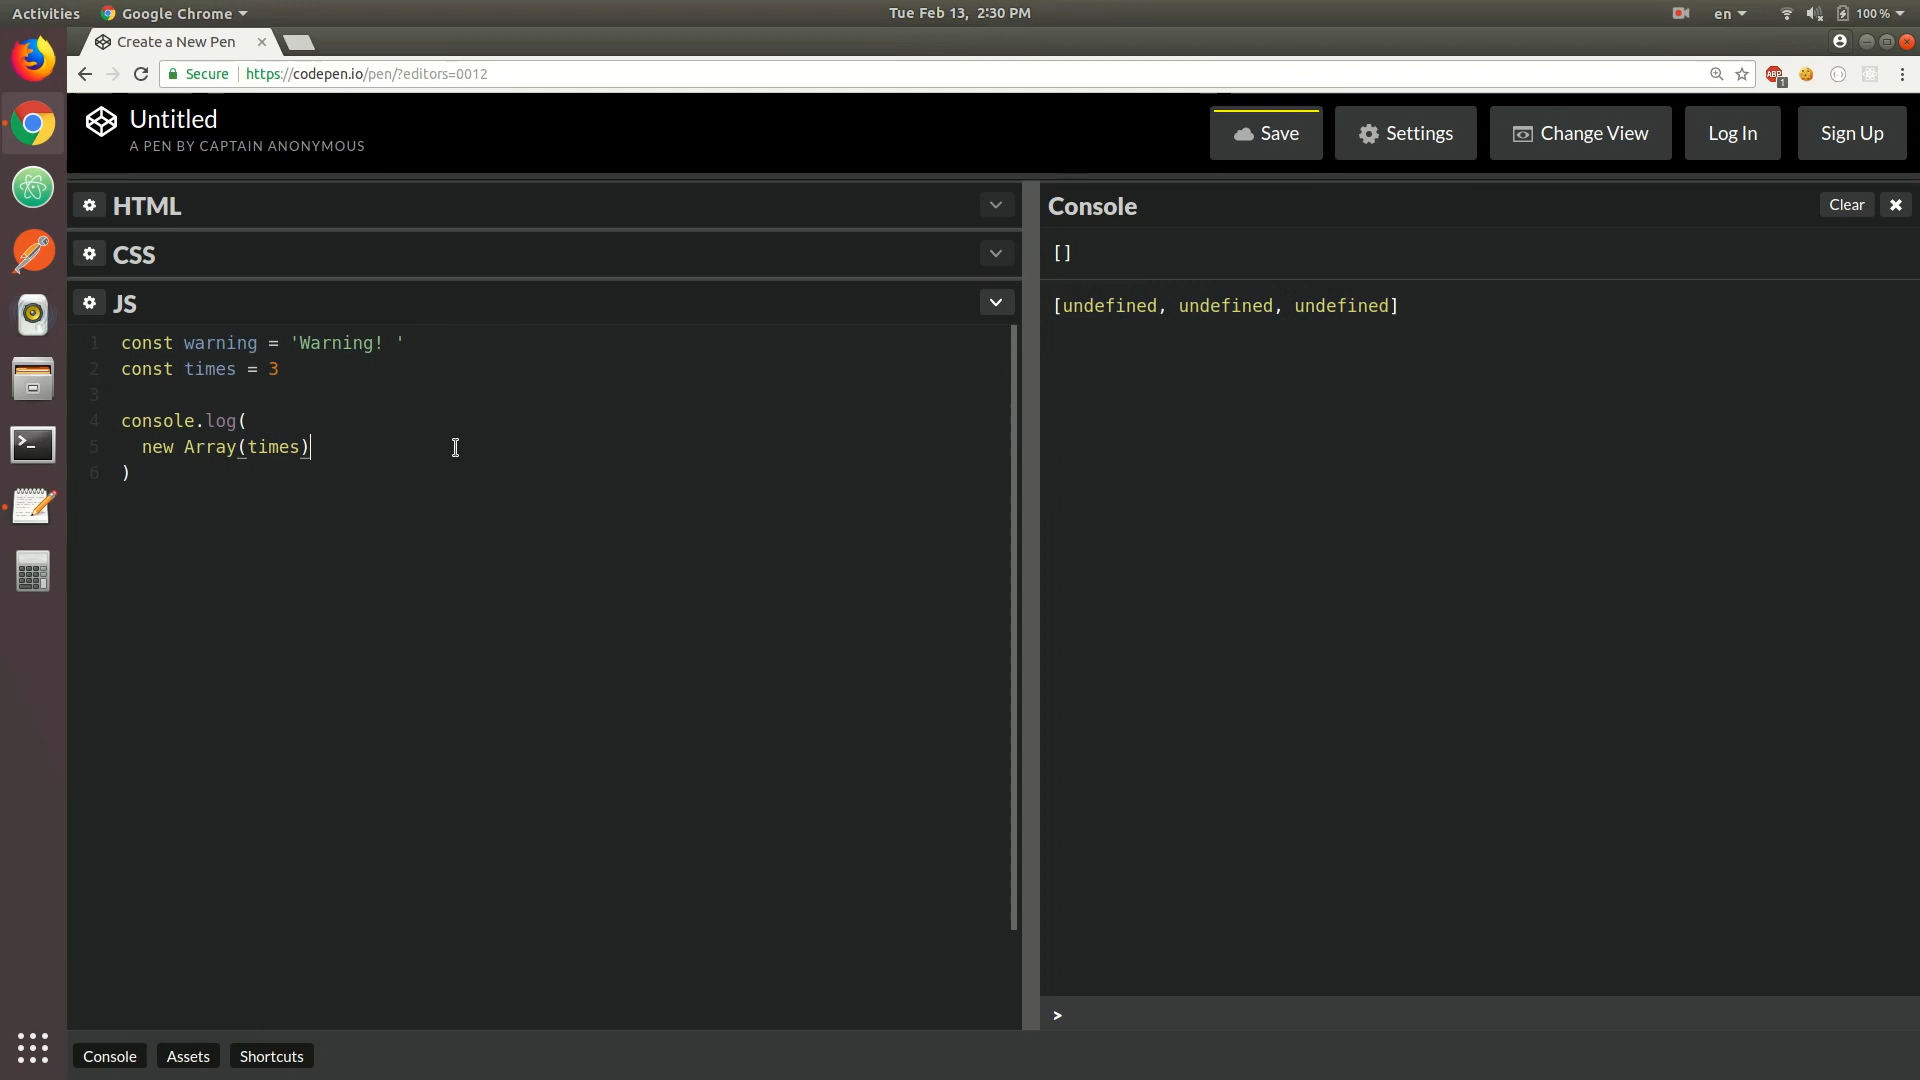 Activities Google Chrome Tue Feb 13, 2:30 PM en 100 %
Create a New Pen
Secure https://codepen.io/pen/?editors=0012 ABP 1
Untitled
A PEN BY CAPTAIN ANONYMOUS
Save Settings Change View Log In Sign Up
HTML
CSS
JS
1 const warning = 'Warning! '
2 const times = 3
3
4 console.log(
5 new Array(times)
6 )
Console Clear
[]
[undefined, undefined, undefined]
>
Console Assets Shortcuts